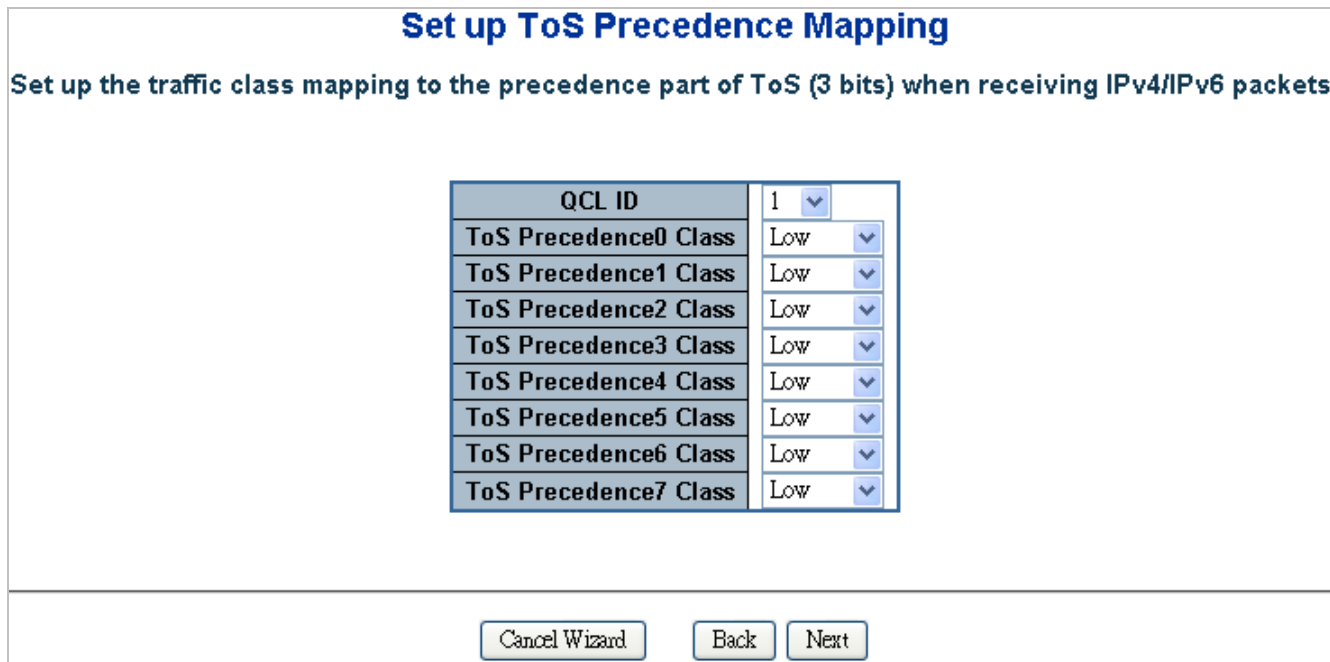 Set up ToS Precedence Mapping
Set up the traffic class mapping to the precedence part of ToS (3 bits) when receiving IPv4/IPv6 packets
QCL ID 1
ToS Precedence0 Class Low
ToS Precedence1 Class Low
ToS Precedence2 Class Low
ToS Precedence3 Class Low
ToS Precedence4 Class Low
ToS Precedence5 Class Low
ToS Precedence6 Class Low
ToS Precedence7 Class Low
Cancel Wizard Back Next